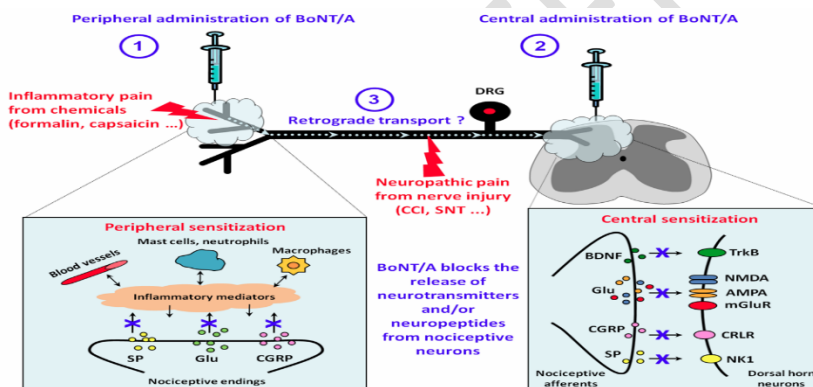 Peripheral administration of BoNT/A
Central administration of BoNT/A
1
2
Inflammatory pain
from chemicals
(formalin, capsaicin ...)
3
Retrograde transport ?
DRG
Neuropathic pain
from nerve injury
(CCI, SNT ...)
Peripheral sensitization
Mast cells, neutrophils
Blood vessels
Macrophages
Inflammatory mediators
SP
Glu
CGRP
Nociceptive endings
BoNT/A blocks the
release of
neurotransmitters
and/or
neuropeptides
from nociceptive
neurons
Central sensitization
BDNF
TrkB
Glu
NMDA
AMPA
mGluR
CGRP
CRLR
SP
NK1
Nociceptive
afferents
Dorsal horn
neurons